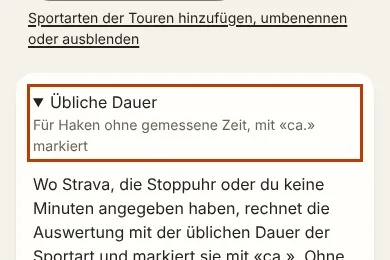 Sportarten der Touren hinzufügen, umbenennen
oder ausblenden
▼ Übliche Dauer
Für Haken ohne gemessene Zeit, mit «ca.»
markiert
Wo Strava, die Stoppuhr oder du keine
Minuten angegeben haben, rechnet die
Auswertung mit der üblichen Dauer der
Sportart und markiert sie mit «ca.». Ohne